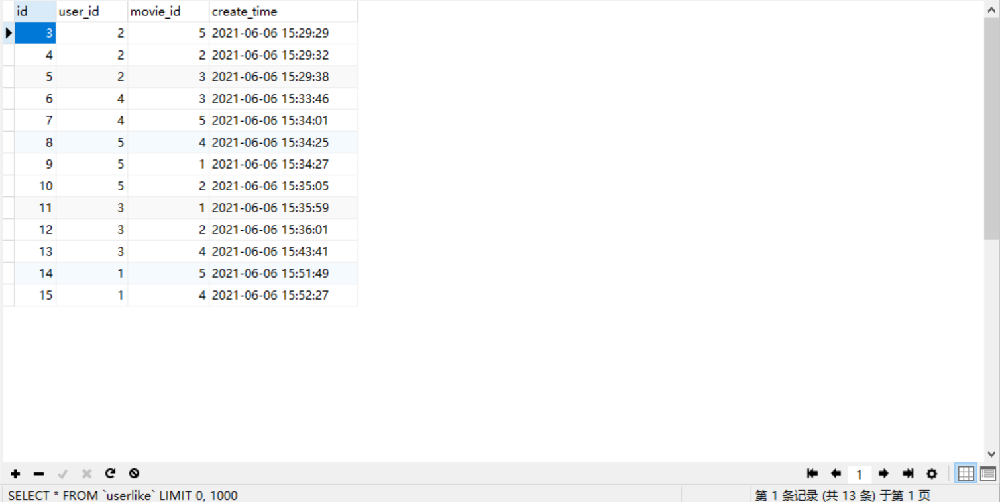 id user_id movie_id create_time
3 2 5 2021-06-06 15:29:29
4 2 2 2021-06-06 15:29:32
5 2 3 2021-06-06 15:29:38
6 4 3 2021-06-06 15:33:46
7 4 5 2021-06-06 15:34:01
8 5 4 2021-06-06 15:34:25
9 5 1 2021-06-06 15:34:27
10 5 2 2021-06-06 15:35:05
11 3 1 2021-06-06 15:35:59
12 3 2 2021-06-06 15:36:01
13 3 4 2021-06-06 15:43:41
14 1 5 2021-06-06 15:51:49
15 1 4 2021-06-06 15:52:27
1
SELECT * FROM `userlike` LIMIT 0, 1000 第 1 条记录 (共 13 条) 于第 1 页